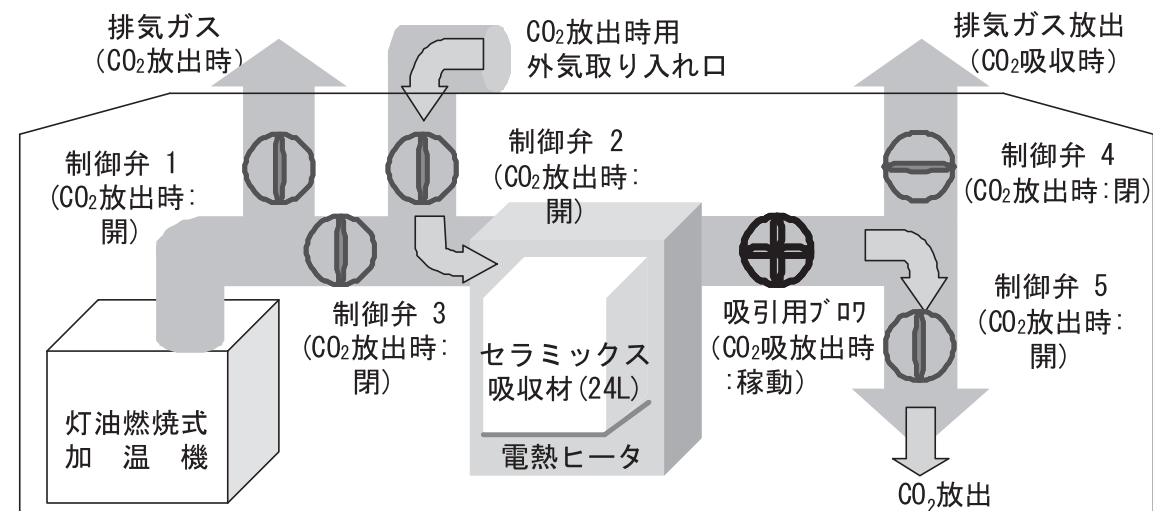 排気ガス
(CO₂放出時)
CO₂放出時用
外気取り入れ口
排気ガス放出
(CO₂吸収時)
制御弁 1
(CO₂放出時:
開)
制御弁 2
(CO₂放出時:
開)
制御弁 4
(CO₂放出時:閉)
制御弁 3
(CO₂放出時:
閉)
吸引用ブロワ
(CO₂吸放出時
:稼動)
制御弁 5
(CO₂放出時:
開)
セラミックス
吸収材(24L)
電熱ヒータ
灯油燃焼式
加 温 機
CO₂放出